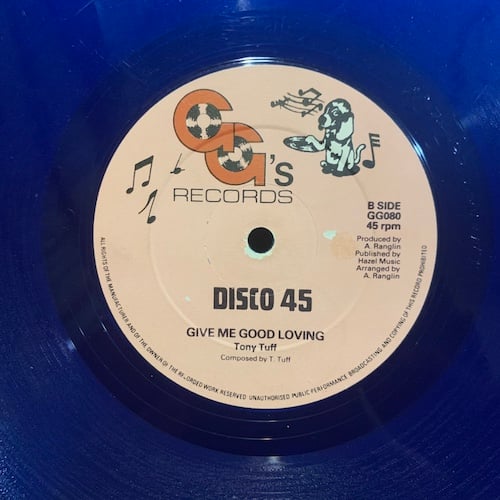 GG's
RECORDS
B SIDE
GG080
45 rpm
Produced by
A. Ranglin
Published by
Hazel Music
Arranged by
A. Ranglin
DISCO 45
GIVE ME GOOD LOVING
Tony Tuff
Composed by T. Tuff
ALL RIGHTS OF THE MANUFACTURER AND OF THE OWNER OF THE RECORDED WORK RESERVED. UNAUTHORISED PUBLIC PERFORMANCE BROADCASTING AND COPYING OF THIS RECORD PROHIBITED